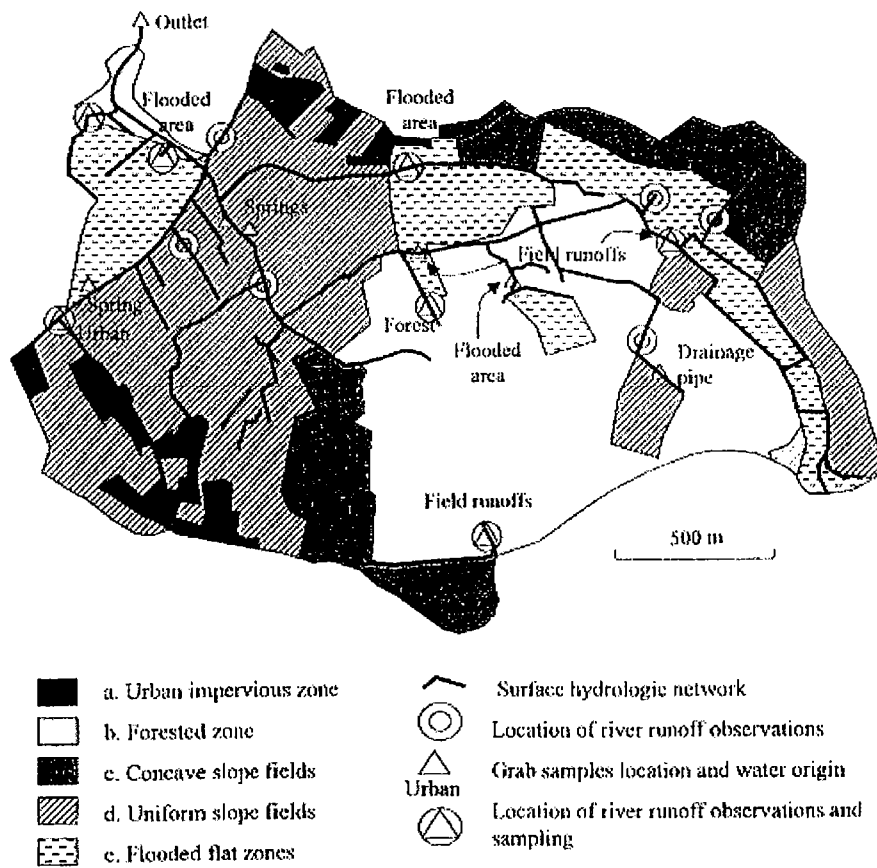 Outlet
Flooded
area
Flooded
area
Springs
Field runoffs
Spring
Urban
Forest
Flooded
area
Drainage
pipe
Field runoffs
500 m
a. Urban impervious zone
b. Forested zone
c. Concave slope fields
d. Uniform slope fields
e. Flooded flat zones
Surface hydrologic network
Location of river runoff observations
Grab samples location and water origin
Urban
Location of river runoff observations and
sampling